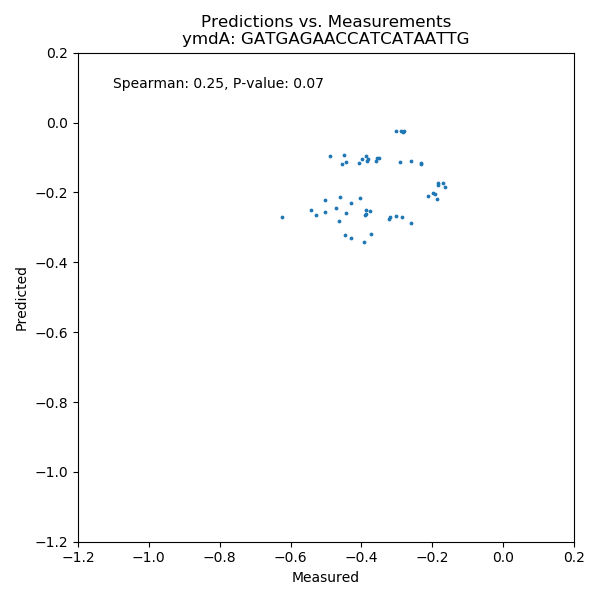 Predictions vs. Measurements
ymdA: GATGAGAACCATCATAATTG
Spearman: 0.25, P-value: 0.07
0.2
0.0
−0.2
−0.4
−0.6
−0.8
−1.0
−1.2
Predicted
−1.2 −1.0 −0.8 −0.6 −0.4 −0.2 0.0 0.2
Measured